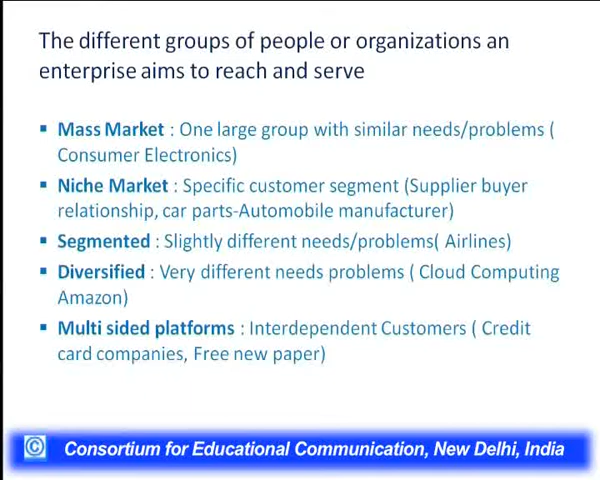 The different groups of people or organizations an
enterprise aims to reach and serve
▪ Mass Market : One large group with similar needs/problems (
Consumer Electronics)
▪ Niche Market : Specific customer segment (Supplier buyer
relationship, car parts-Automobile manufacturer)
▪ Segmented : Slightly different needs/problems( Airlines)
▪ Diversified : Very different needs problems ( Cloud Computing
Amazon)
▪ Multi sided platforms : Interdependent Customers ( Credit
card companies, Free new paper)
© Consortium for Educational Communication, New Delhi, India